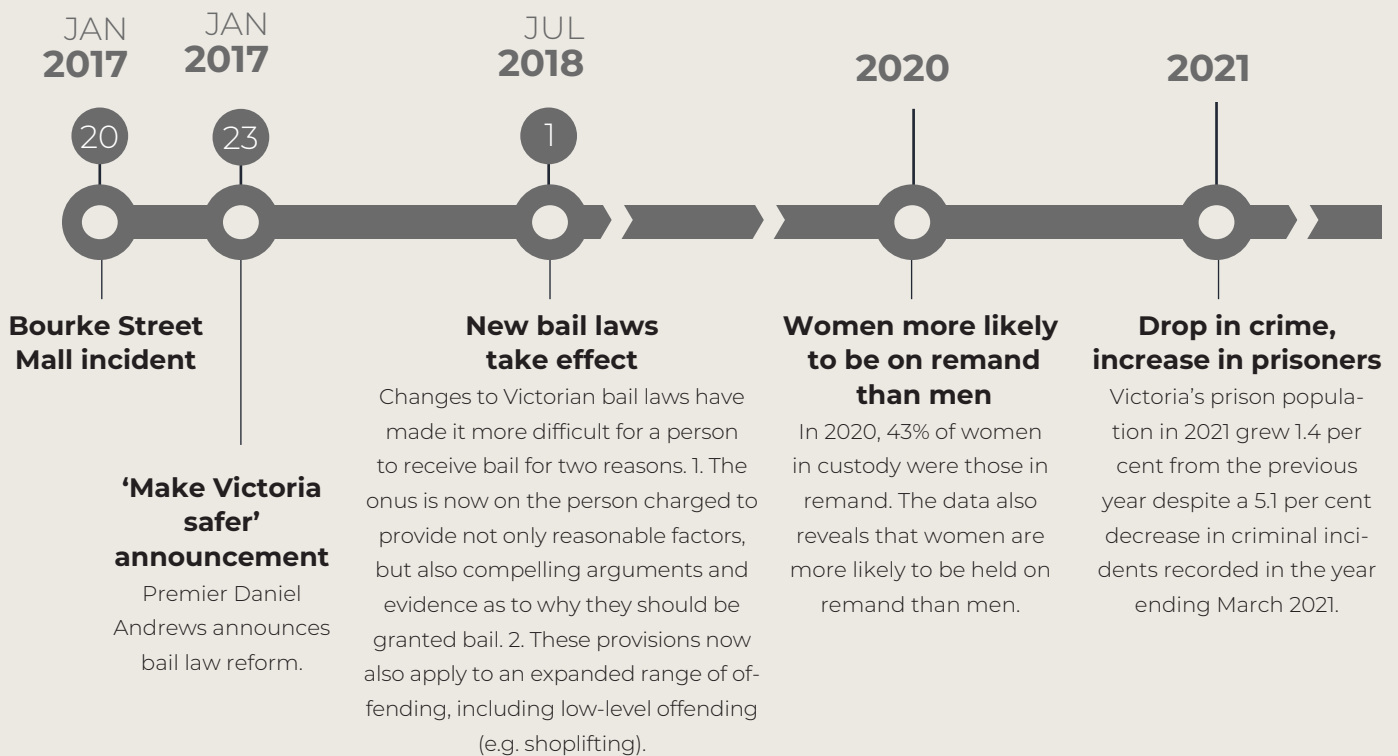 JAN
2017
20
Bourke Street
Mall incident
JAN
2017
23
‘Make Victoria
safer’
announcement
Premier Daniel
Andrews announces
bail law reform.
JUL
2018
1
New bail laws
take effect
Changes to Victorian bail laws have
made it more difficult for a person
to receive bail for two reasons. 1. The
onus is now on the person charged to
provide not only reasonable factors,
but also compelling arguments and
evidence as to why they should be
granted bail. 2. These provisions now
also apply to an expanded range of of-
fending, including low-level offending
(e.g. shoplifting).
2020
Women more likely
to be on remand
than men
In 2020, 43% of women
in custody were those in
remand. The data also
reveals that women are
more likely to be held on
remand than men.
2021
Drop in crime,
increase in prisoners
Victoria’s prison popula-
tion in 2021 grew 1.4 per
cent from the previous
year despite a 5.1 per cent
decrease in criminal inci-
dents recorded in the year
ending March 2021.